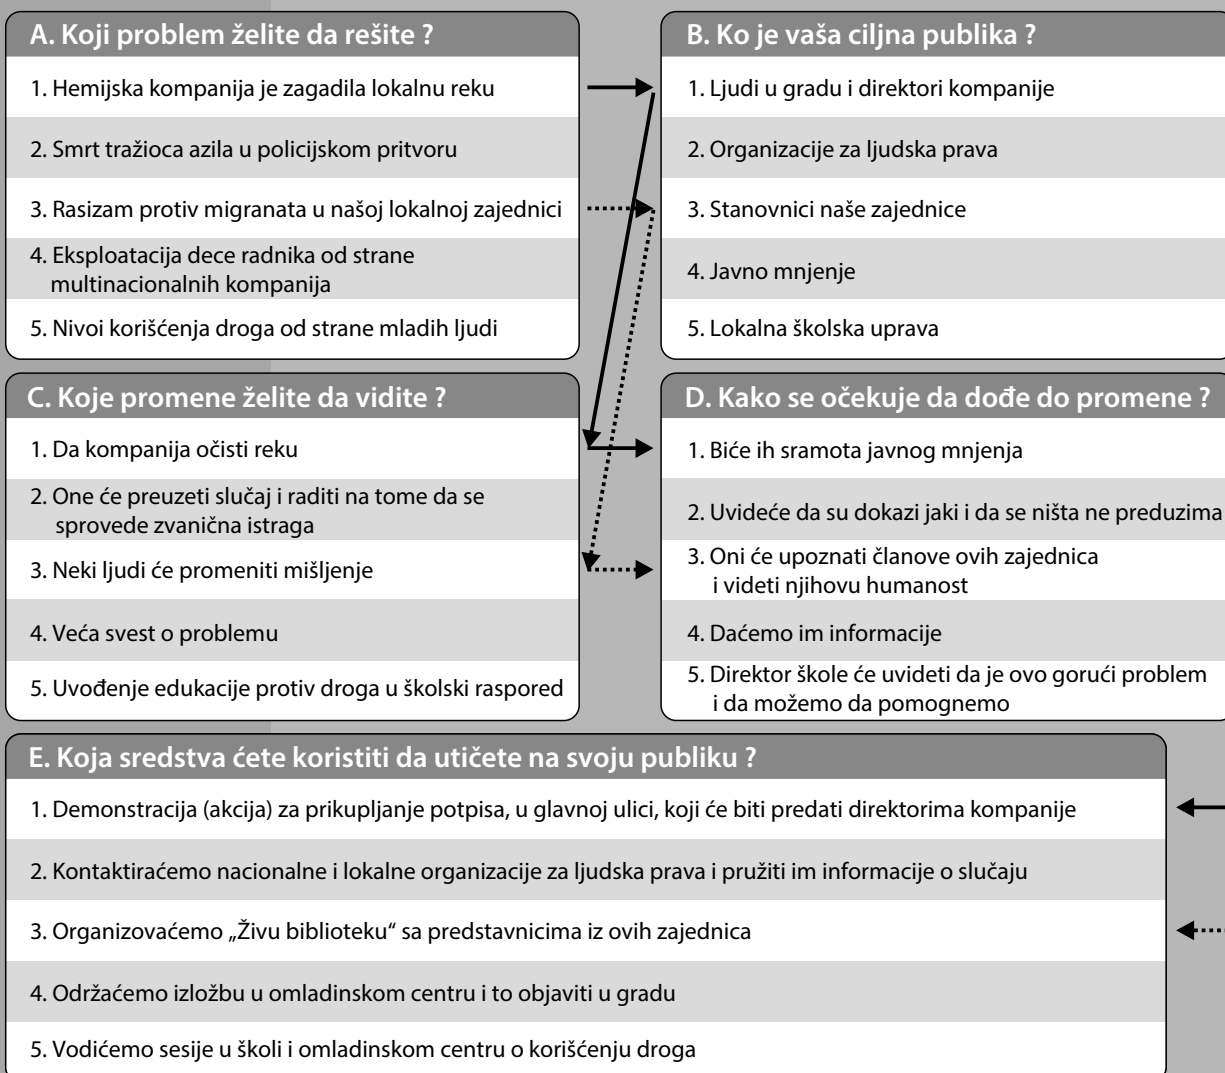 A. Koji problem želite da rešite ?
1. Hemijska kompanija je zagadila lokalnu reku
2. Smrt tražioca azila u policijskom pritvoru
3. Rasizam protiv migranata u našoj lokalnoj zajednici
4. Eksploatacija dece radnika od strane
multinacionalnih kompanija
5. Nivoi korišćenja droga od strane mladih ljudi
B. Ko je vaša ciljna publika ?
1. Ljudi u gradu i direktori kompanije
2. Organizacije za ljudska prava
3. Stanovnici naše zajednice
4. Javno mnjenje
5. Lokalna školska uprava
C. Koje promene želite da vidite ?
1. Da kompanija očisti reku
2. One će preuzeti slučaj i raditi na tome da se
sprovede zvanična istraga
3. Neki ljudi će promeniti mišljenje
4. Veća svest o problemu
5. Uvođenje edukacije protiv droga u školski raspored
D. Kako se očekuje da dođe do promene ?
1. Biće ih sramota javnog mnjenja
2. Uvideće da su dokazi jaki i da se ništa ne preduzima
3. Oni će upoznati članove ovih zajednica
i videti njihovu humanost
4. Daćemo im informacije
5. Direktor škole će uvideti da je ovo gorući problem
i da možemo da pomognemo
E. Koja sredstva ćete koristiti da utičete na svoju publiku ?
1. Demonstracija (akcija) za prikupljanje potpisa, u glavnoj ulici, koji će biti predati direktorima kompanije
2. Kontaktiraćemo nacionalne i lokalne organizacije za ljudska prava i pružiti im informacije o slučaju
3. Organizovaćemo „Živu biblioteku“ sa predstavnicima iz ovih zajednica
4. Održaćemo izložbu u omladinskom centru i to objaviti u gradu
5. Vodićemo sesije u školi i omladinskom centru o korišćenju droga